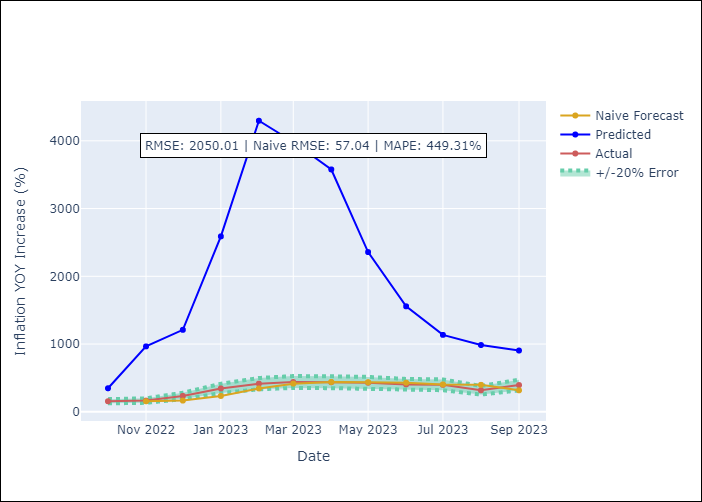 RMSE: 2050.01 | Naive RMSE: 57.04 | MAPE: 449.31%
Naive Forecast
Predicted
Actual
+/-20% Error
Inflation YOY Increase (%)
4000
3000
2000
1000
0
Nov 2022 Jan 2023 Mar 2023 May 2023 Jul 2023 Sep 2023
Date